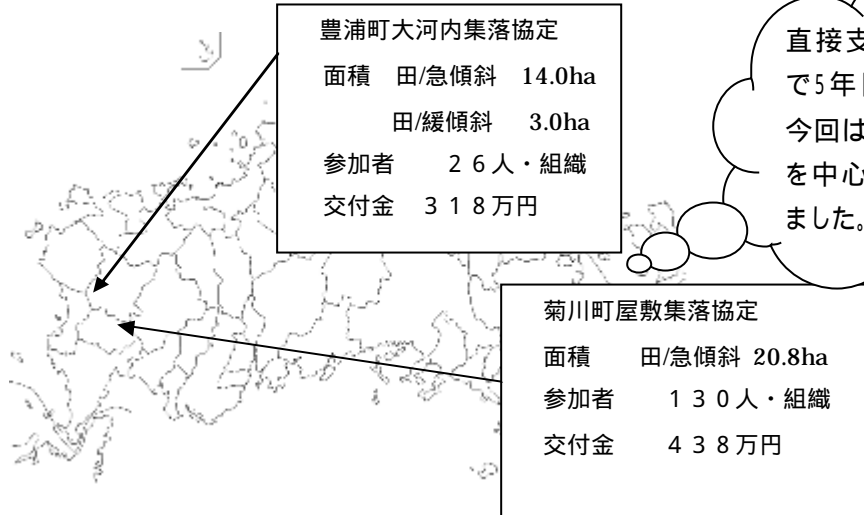 豊浦町大河内集落協定
面積　田/急傾斜　14.0ha
田/緩傾斜　3.0ha
参加者　２６人・組織
交付金　３１８万円
直接支
で5年
今回は
を中心
ました。
菊川町屋敷集落協定
面積　田/急傾斜 20.8ha
参加者　１３０人・組織
交付金　４３８万円